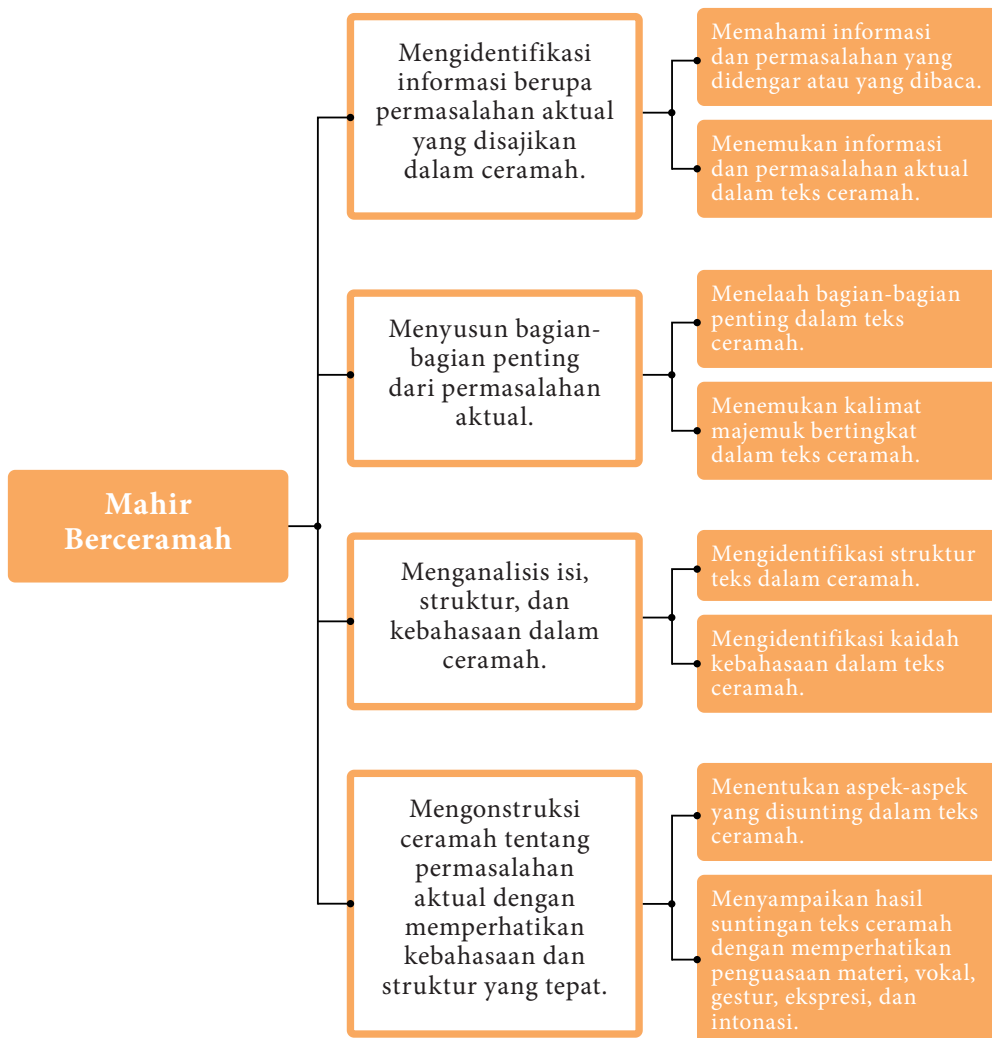 Mahir
Berceramah
Mengidentifikasi
informasi berupa
permasalahan aktual
yang disajikan
dalam ceramah.
Memahami informasi
dan permasalahan yang
didengar atau yang dibaca.
Menemukan informasi
dan permasalahan aktual
dalam teks ceramah.
Menyusun bagian-
bagian penting
dari permasalahan
aktual.
Menelaah bagian-bagian
penting dalam teks
ceramah.
Menemukan kalimat
majemuk bertingkat
dalam teks ceramah.
Menganalisis isi,
struktur, dan
kebahasaan dalam
ceramah.
Mengidentifikasi struktur
teks dalam ceramah.
Mengidentifikasi kaidah
kebahasaan dalam teks
ceramah.
Mengonstruksi
ceramah tentang
permasalahan
aktual dengan
memperhatikan
kebahasaan dan
struktur yang tepat.
Menentukan aspek-aspek
yang disunting dalam teks
ceramah.
Menyampaikan hasil
suntingan teks ceramah
dengan memperhatikan
penguasaan materi, vokal,
gestur, ekspresi, dan
intonasi.